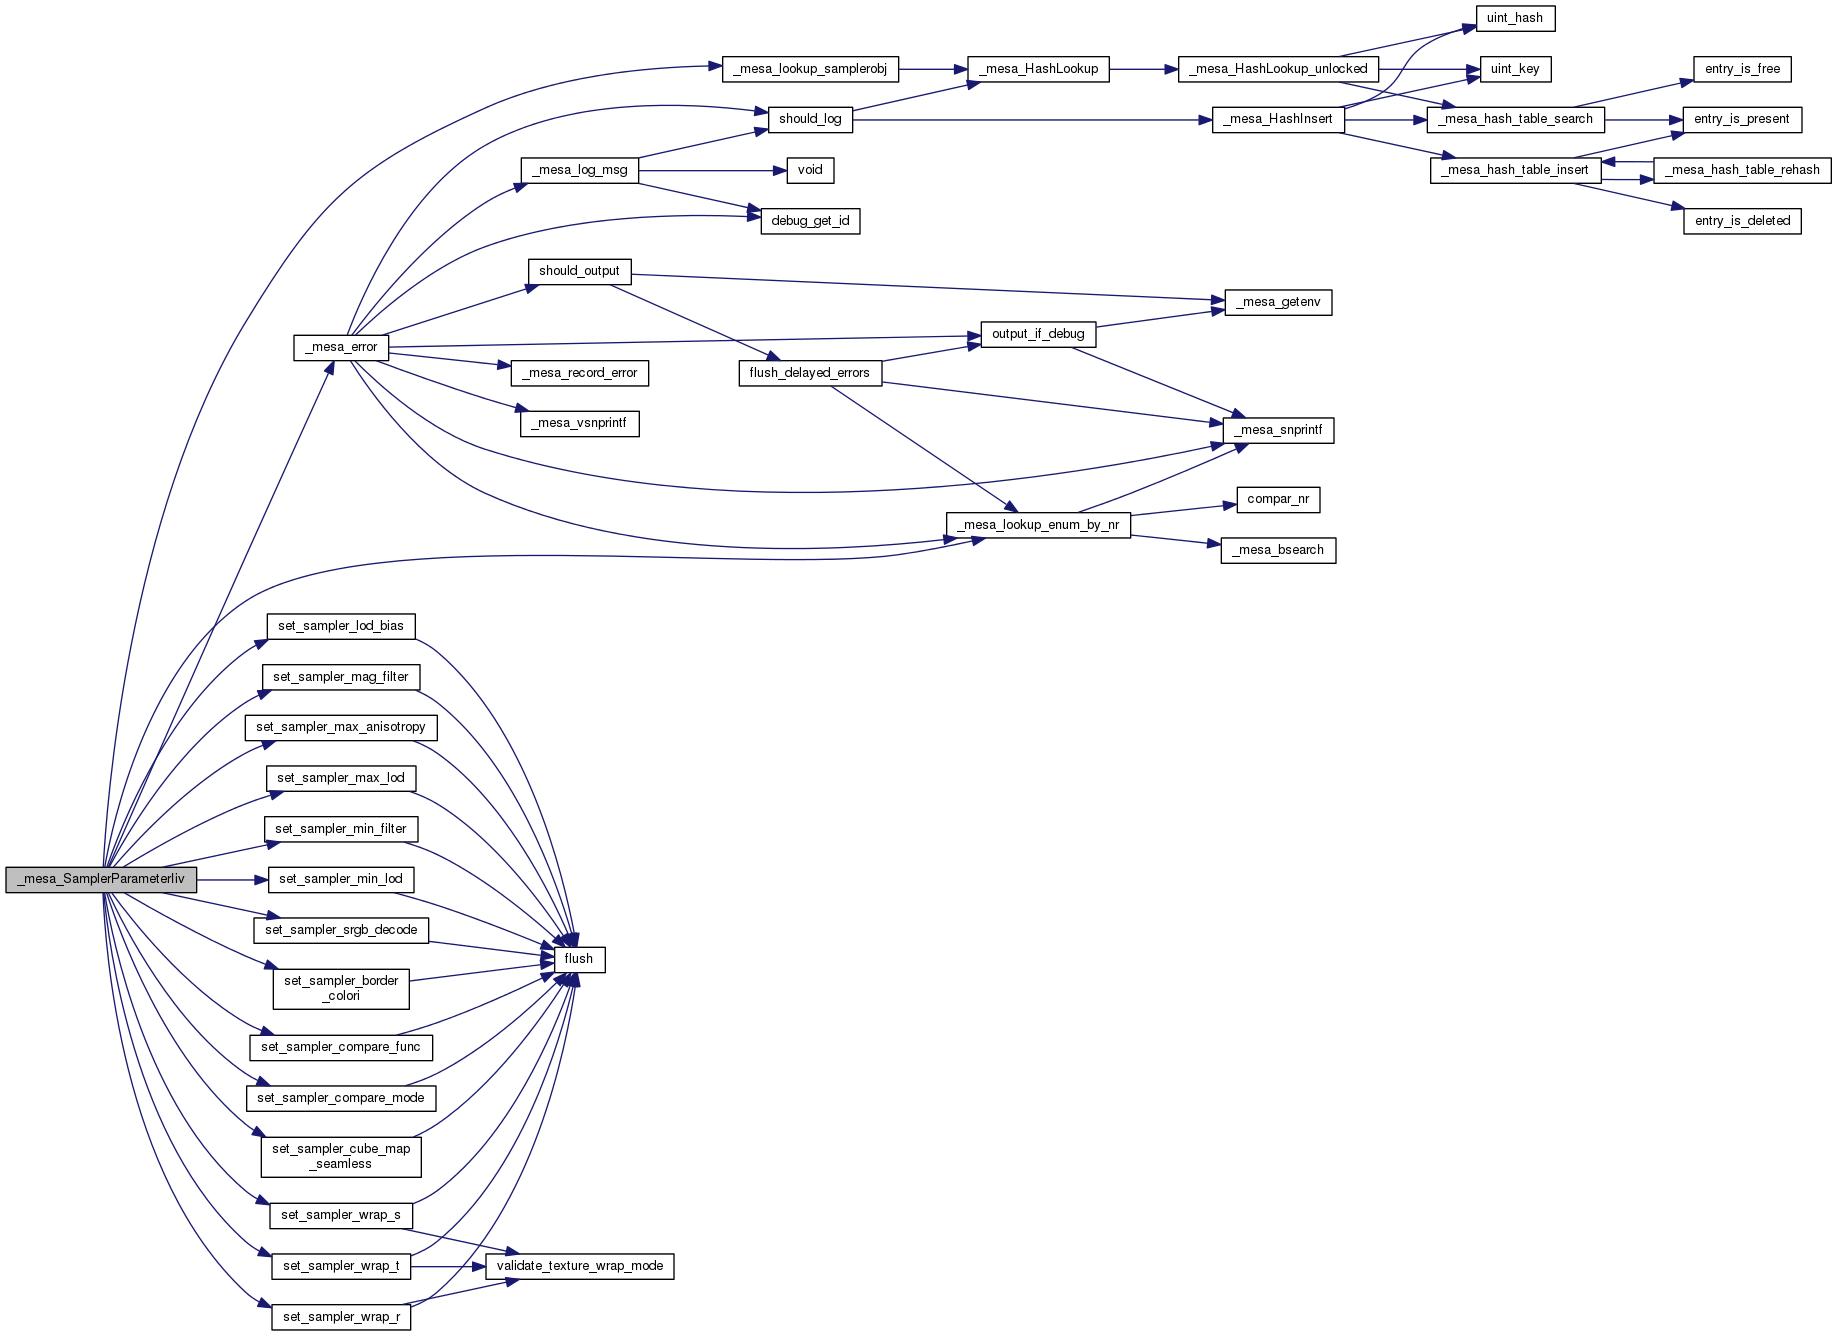 uint_hash
_mesa_lookup_samplerobj
_mesa_HashLookup
_mesa_HashLookup_unlocked
uint_key
entry_is_free
should_log
_mesa_HashInsert
_mesa_hash_table_search
entry_is_present
_mesa_log_msg
void
_mesa_hash_table_insert
_mesa_hash_table_rehash
debug_get_id
entry_is_deleted
should_output
_mesa_getenv
output_if_debug
_mesa_error
_mesa_record_error
flush_delayed_errors
_mesa_vsnprintf
_mesa_snprintf
compar_nr
_mesa_lookup_enum_by_nr
_mesa_bsearch
set_sampler_lod_bias
set_sampler_mag_filter
set_sampler_max_anisotropy
set_sampler_max_lod
set_sampler_min_filter
_mesa_SamplerParameterIiv
set_sampler_min_lod
set_sampler_srgb_decode
flush
set_sampler_border
_colori
set_sampler_compare_func
set_sampler_compare_mode
set_sampler_cube_map
_seamless
set_sampler_wrap_s
set_sampler_wrap_t
validate_texture_wrap_mode
set_sampler_wrap_r